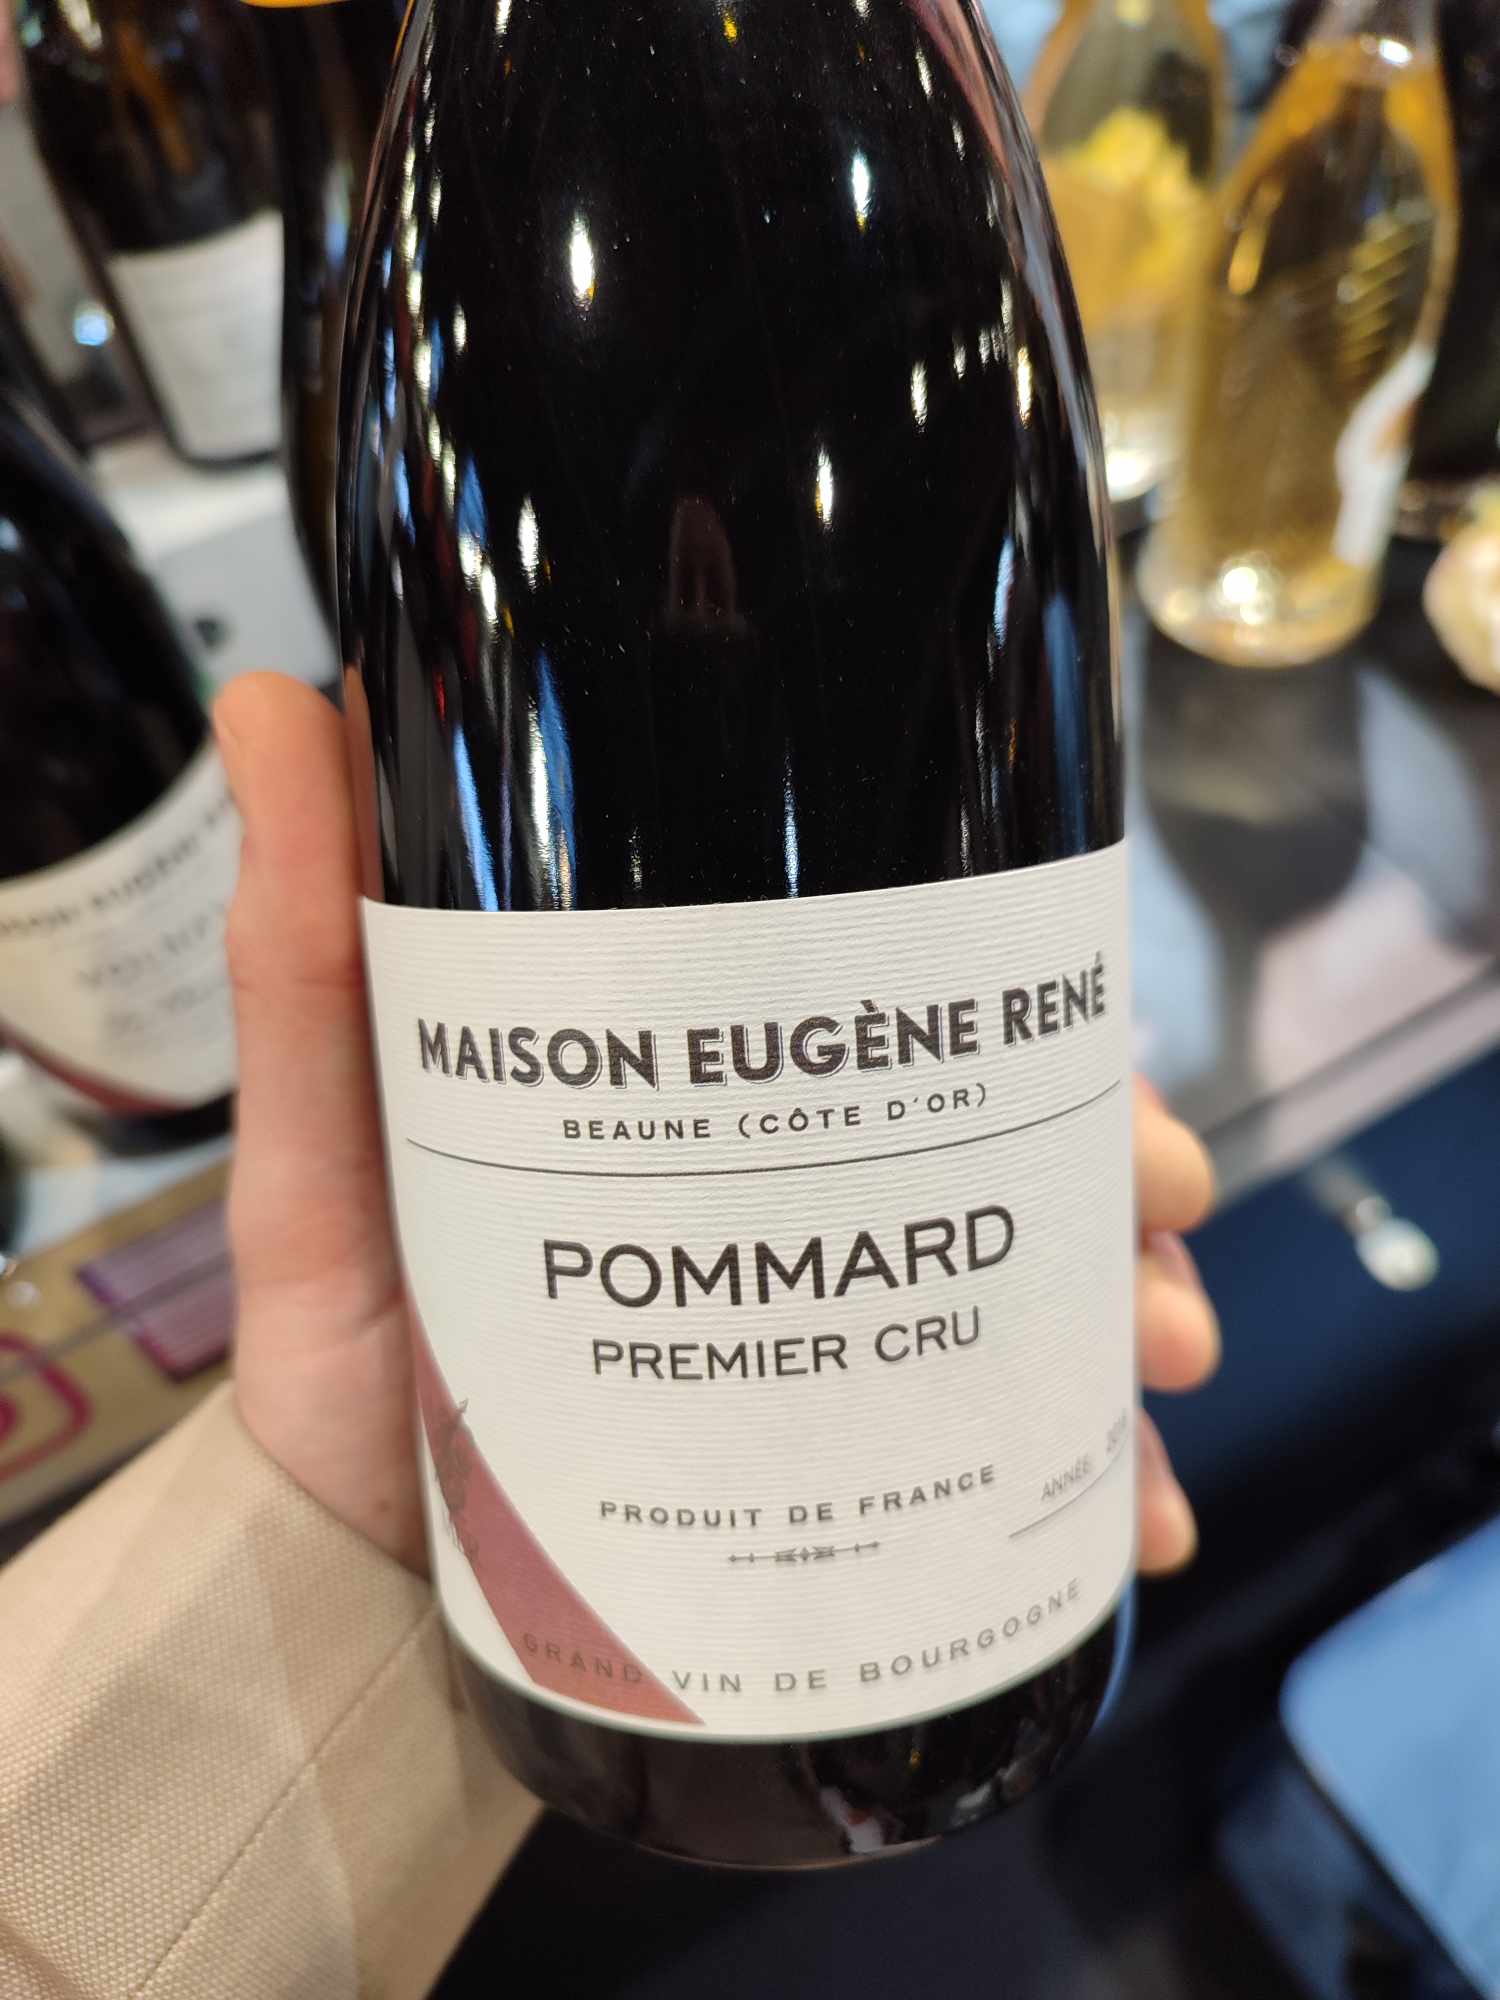 MAISON EUGÈNE RENÉ
BEAUNE (CÔTE D'OR)
POMMARD
PREMIER CRU
PRODUIT DE FRANCE
ANNÉE
GRAND VIN DE BOURGOGNE